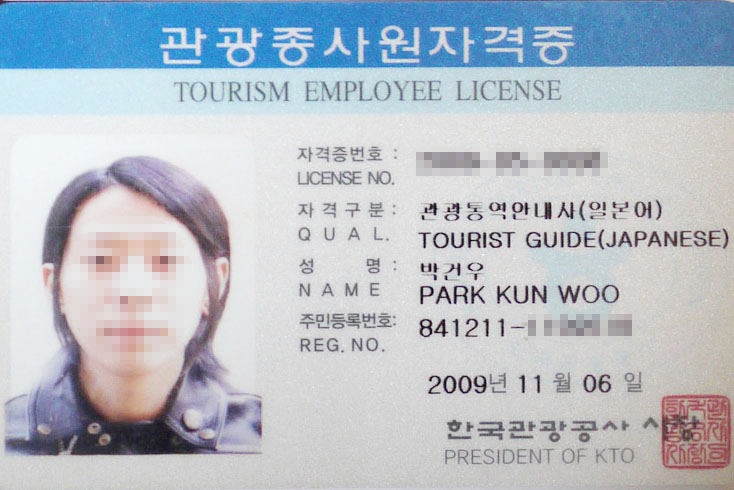 관광종사원자격증
TOURISM EMPLOYEE LICENSE
자격증번호 :
LICENSE NO.
자격구분 : 관광통역안내사(일본어)
QUAL. TOURIST GUIDE(JAPANESE)
성 명 : 박건우
NAME PARK KUN WOO
주민등록번호: 841211-
REG. NO.
2009년 11 월 06 일
한국관광공사 사장
PRESIDENT OF KTO